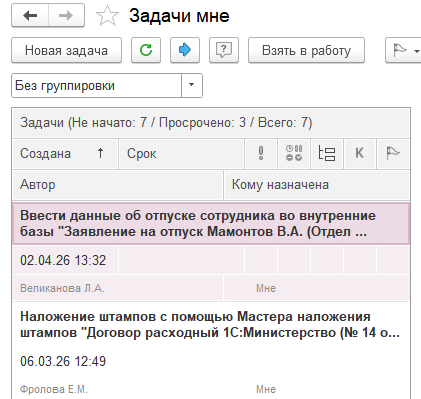 Задачи мне
Новая задача
Взять в работу
Без группировки
Задачи (Не начато: 7 / Просрочено: 3 / Всего: 7)
Создана ↑ Срок К
Автор Кому назначена
Ввести данные об отпуске сотрудника во внутренние
базы "Заявление на отпуск Мамонтов В.А. (Отдел ...
02.04.26 13:32
Великанова Л.А. Мне
Наложение штампов с помощью Мастера наложения
штампов "Договор расходный 1С:Министерство (№ 14 о...
06.03.26 12:49
Фролова Е.М. Мне